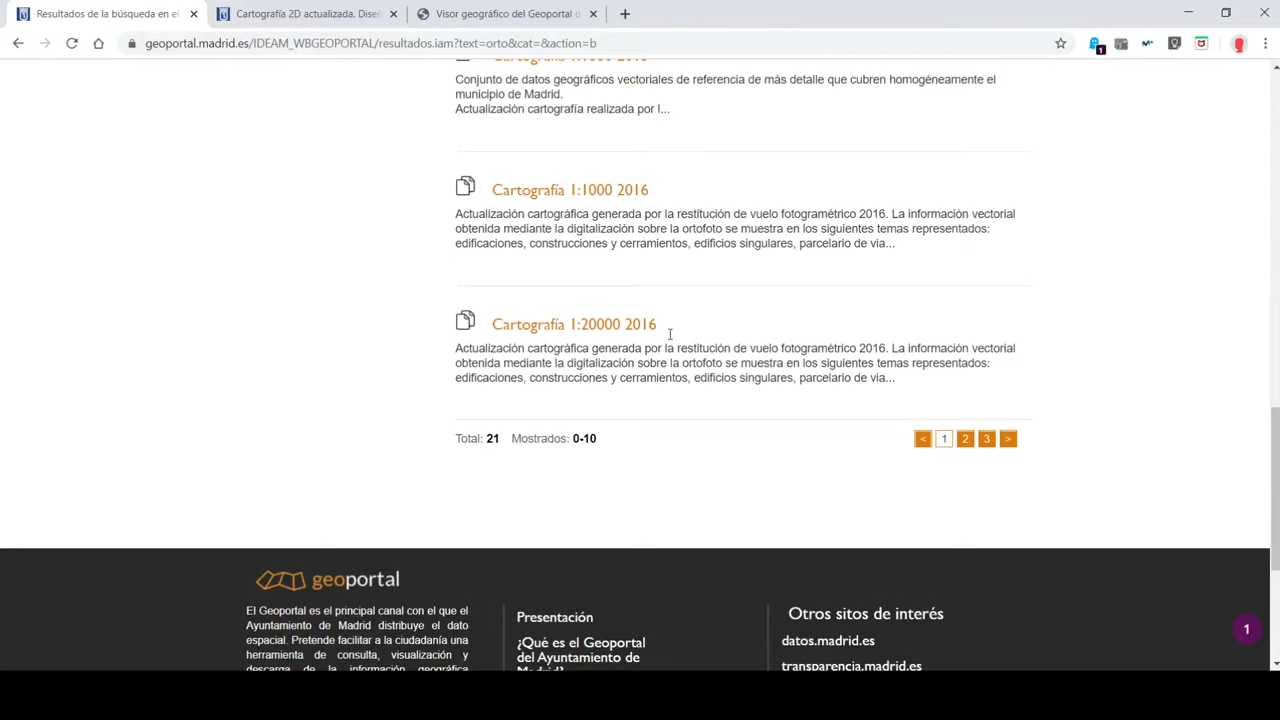 Resultados de la búsqueda en el
Cartografía 2D actualizada. Dise
Visor geográfico del Geoportal d
geoportal.madrid.es/IDEAM_WBGEOPORTAL/resultados.iam?text=orto&cat=&action=b
1
Conjunto de datos geográficos vectoriales de referencia de más detalle que cubren homogéneamente el
municipio de Madrid.
Actualización cartografía realizada por l...
Cartografía 1:1000 2016
Actualización cartográfica generada por la restitución de vuelo fotogramétrico 2016. La información vectorial
obtenida mediante la digitalización sobre la ortofoto se muestra en los siguientes temas representados:
edificaciones, construcciones y cerramientos, edificios singulares, parcelario de via...
Cartografía 1:20000 2016
Actualización cartográfica generada por la restitución de vuelo fotogramétrico 2016. La información vectorial
obtenida mediante la digitalización sobre la ortofoto se muestra en los siguientes temas representados:
edificaciones, construcciones y cerramientos, edificios singulares, parcelario de via...
Total: 21 Mostrados: 0-10
< 1 2 3 >
geoportal
El Geoportal es el principal canal con el que el
Ayuntamiento de Madrid distribuye el dato
espacial. Pretende facilitar a la ciudadanía una
herramienta de consulta, visualización y
descarga de la información geográfica
Presentación
¿Qué es el Geoportal
del Ayuntamiento de
Madrid?
Otros sitos de interés
datos.madrid.es
transparencia.madrid.es
1